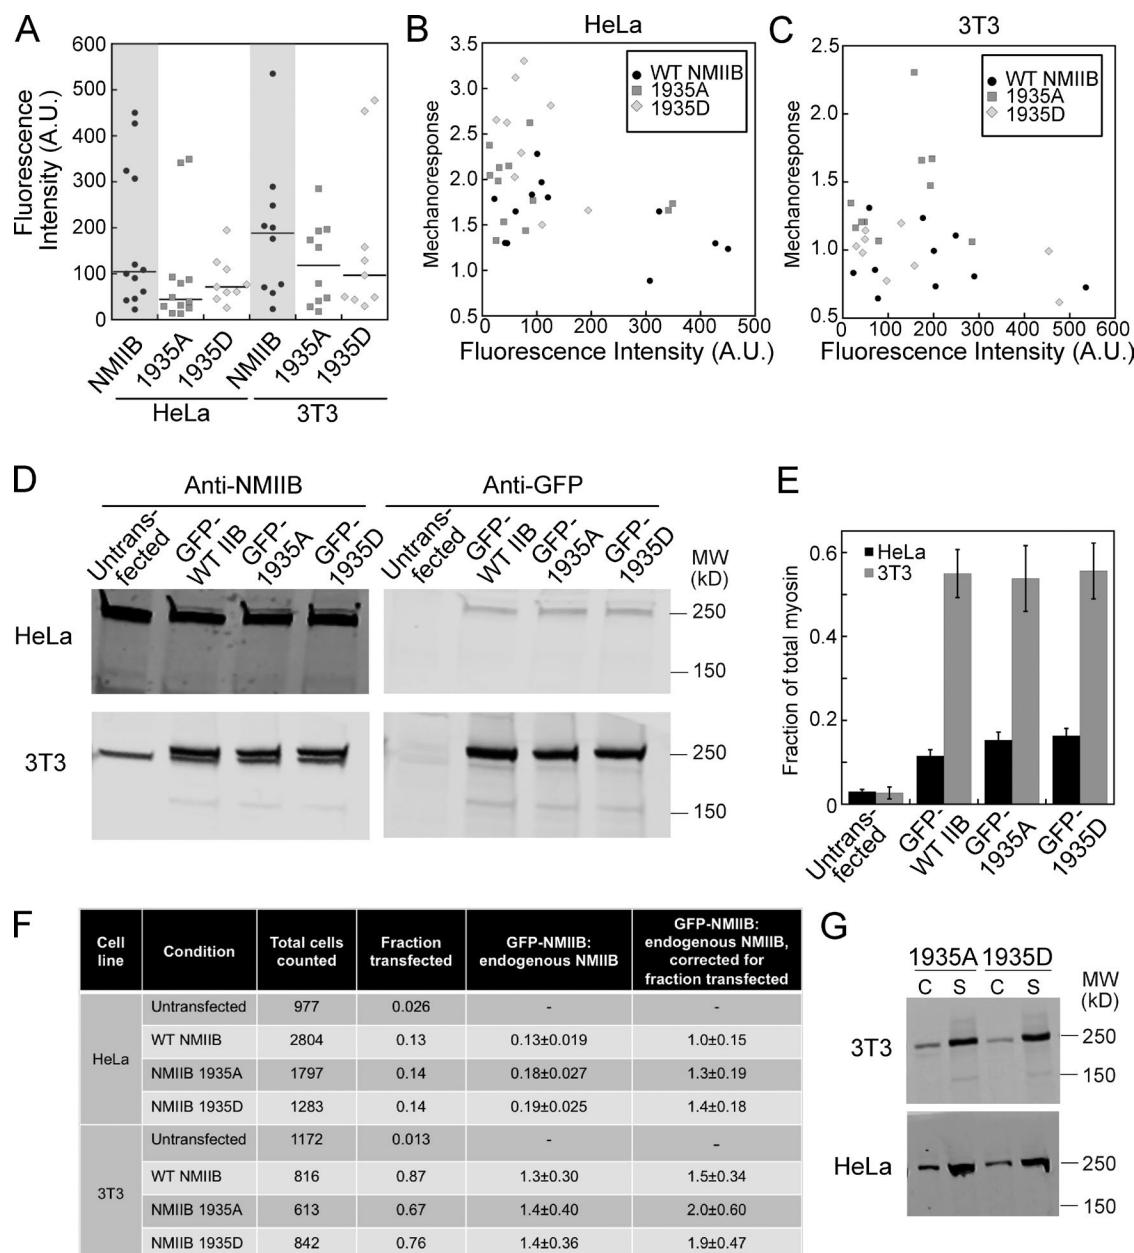 A
Fluorescence
Intensity (A.U.)
600
500
400
300
200
100
0
NMIIB
1935A
1935D
NMIIB
1935A
1935D
HeLa
3T3
B
HeLa
Mechanoresponse
3.5
3.0
2.5
2.0
1.5
1.0
0.5
WT NMIIB
1935A
1935D
0 100 200 300 400 500
Fluorescence Intensity (A.U.)
C
3T3
Mechanoresponse
2.5
2.0
1.5
1.0
0.5
WT NMIIB
1935A
1935D
0 100 200 300 400 500 600
Fluorescence Intensity (A.U.)
D
Anti-NMIIB
Anti-GFP
Untrans-
fected
GFP-
WT IIB
GFP-
1935A
GFP-
1935D
Untrans-
fected
GFP-
WT IIB
GFP-
1935A
GFP-
1935D
MW
(kD)
HeLa
250
150
3T3
250
150
E
Fraction of total myosin
0.6
0.4
0.2
0
HeLa
3T3
Untrans-
fected
GFP-
WT IIB
GFP-
1935A
GFP-
1935D
F
Cell line Condition Total cells counted Fraction transfected GFP-NMIIB: endogenous NMIIB GFP-NMIIB: endogenous NMIIB, corrected for fraction transfected
HeLa
Untransfected 977 0.026 - -
WT NMIIB 2804 0.13 0.13±0.019 1.0±0.15
NMIIB 1935A 1797 0.14 0.18±0.027 1.3±0.19
NMIIB 1935D 1283 0.14 0.19±0.025 1.4±0.18
3T3
Untransfected 1172 0.013 - -
WT NMIIB 816 0.87 1.3±0.30 1.5±0.34
NMIIB 1935A 613 0.67 1.4±0.40 2.0±0.60
NMIIB 1935D 842 0.76 1.4±0.36 1.9±0.47
G
1935A 1935D
C S C S
MW
(kD)
3T3
250
150
HeLa
250
150